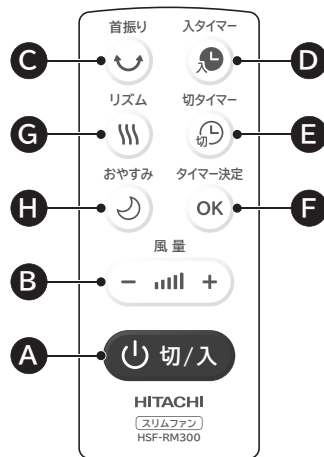 首振り 入タイマー
C 入 D
リズム 切タイマー
G 切 E
おやすみ タイマー決定
H OK F
風量
B - +
A 切/入
HITACHI
スリムファン
HSF-RM300